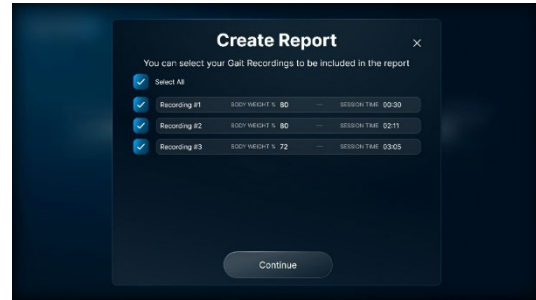 Create Report
You can select your Gait Recordings to be included in the report
Select All
Recording #1 BODY WEIGHT % 80 — SESSION TIME 00:30
Recording #2 BODY WEIGHT % 80 — SESSION TIME 02:11
Recording #3 BODY WEIGHT % 72 — SESSION TIME 03:05
Continue